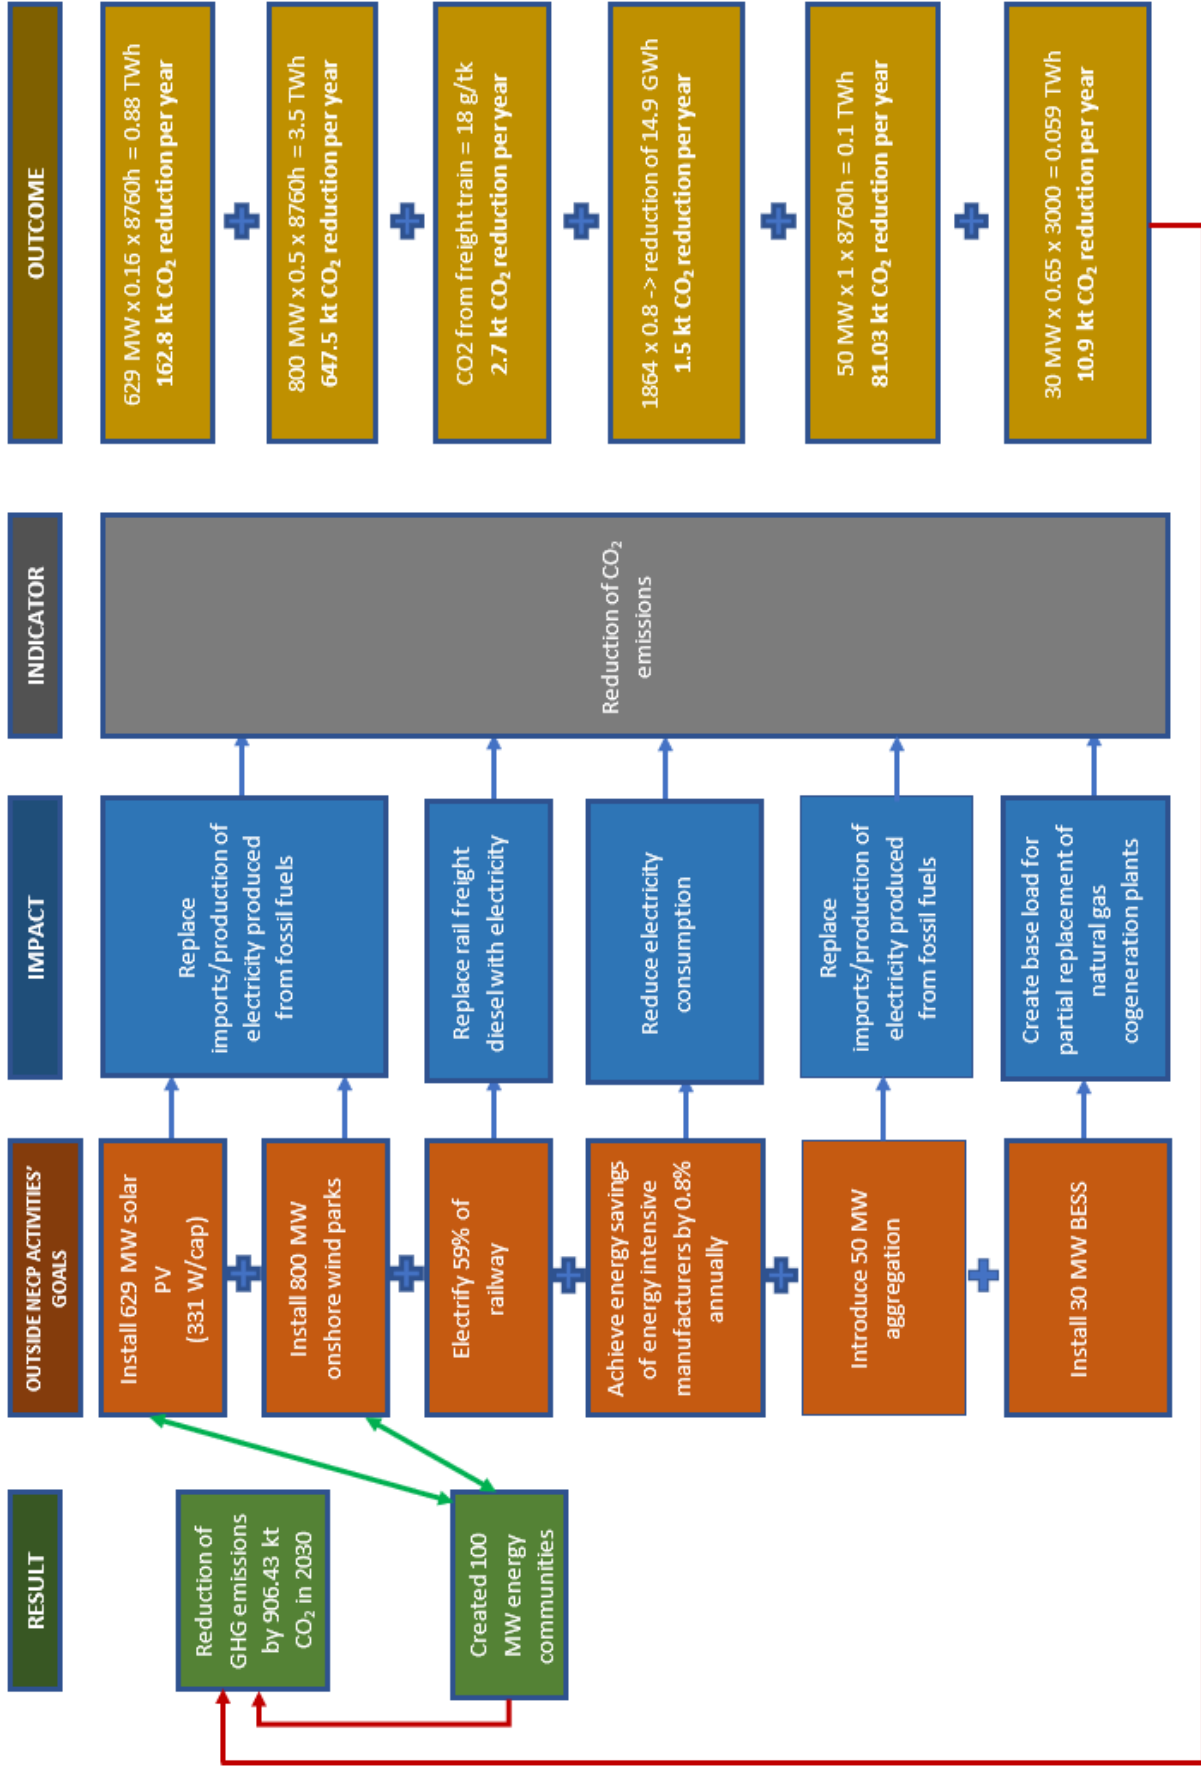 RESULT
OUTSIDE NECP ACTIVITIES’
GOALS
IMPACT
INDICATOR
OUTCOME
Reduction of
GHG emissions
by 906.43 kt
CO₂ in 2030
Created 100
MW energy
communities
Install 629 MW solar
PV
(331 W/cap)
Install 800 MW
onshore wind parks
Electrify 59% of
railway
Achieve energy savings
of energy intensive
manufacturers by 0.8%
annually
Introduce 50 MW
aggregation
Install 30 MW BESS
Replace
imports/production of
electricity produced
from fossil fuels
Replace rail freight
diesel with electricity
Reduce electricity
consumption
Replace
imports/production of
electricity produced
from fossil fuels
Create base load for
partial replacement of
natural gas
cogeneration plants
Reduction of CO₂
emissions
629 MW x 0.16 x 8760h = 0.88 TWh
162.8 kt CO₂ reduction per year
800 MW x 0.5 x 8760h = 3.5 TWh
647.5 kt CO₂ reduction per year
CO2 from freight train = 18 g/tk
2.7 kt CO₂ reduction per year
1864 x 0.8 -> reduction of 14.9 GWh
1.5 kt CO₂ reduction per year
50 MW x 1 x 8760h = 0.1 TWh
81.03 kt CO₂ reduction per year
30 MW x 0.65 x 3000 = 0.059 TWh
10.9 kt CO₂ reduction per year